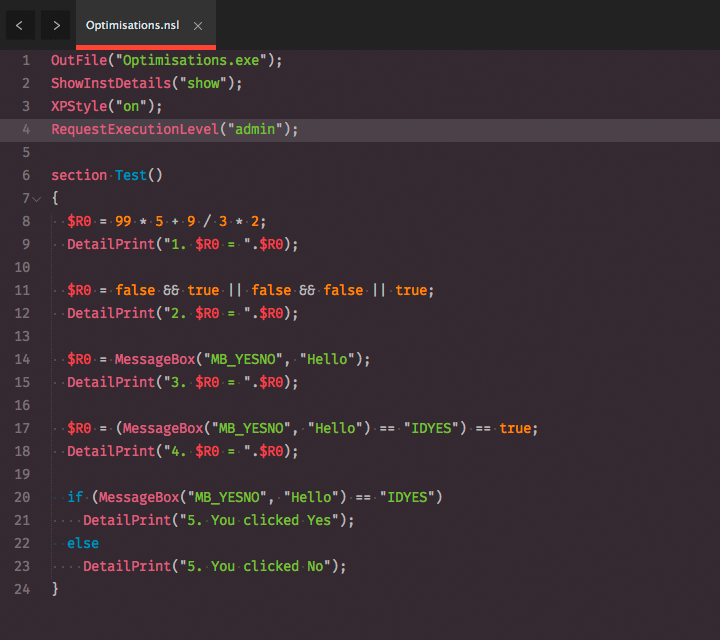 Optimisations.nsl
1 OutFile("Optimisations.exe");
2 ShowInstDetails("show");
3 XPStyle("on");
4 RequestExecutionLevel("admin");
5
6 section Test()
7 {
8   $R0 = 99 * 5 + 9 / 3 * 2;
9   DetailPrint("1. $R0 = ".$R0);
10
11   $R0 = false && true || false && false || true;
12   DetailPrint("2. $R0 = ".$R0);
13
14   $R0 = MessageBox("MB_YESNO", "Hello");
15   DetailPrint("3. $R0 = ".$R0);
16
17   $R0 = (MessageBox("MB_YESNO", "Hello") == "IDYES") == true;
18   DetailPrint("4. $R0 = ".$R0);
19
20   if (MessageBox("MB_YESNO", "Hello") == "IDYES")
21     DetailPrint("5. You clicked Yes");
22   else
23     DetailPrint("5. You clicked No");
24 }